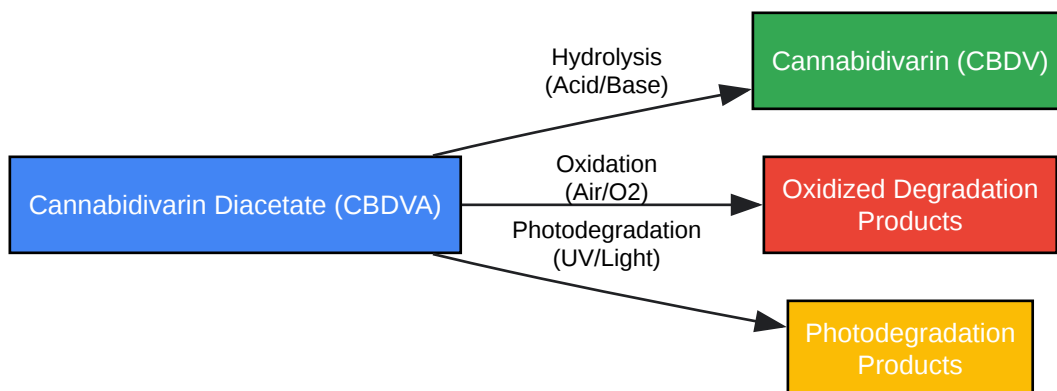 Hydrolysis
(Acid/Base)
Cannabidivarin (CBDV)
Cannabidivarin Diacetate (CBDVA)
Oxidation
(Air/O2)
Oxidized Degradation
Products
Photodegradation
(UV/Light)
Photodegradation
Products